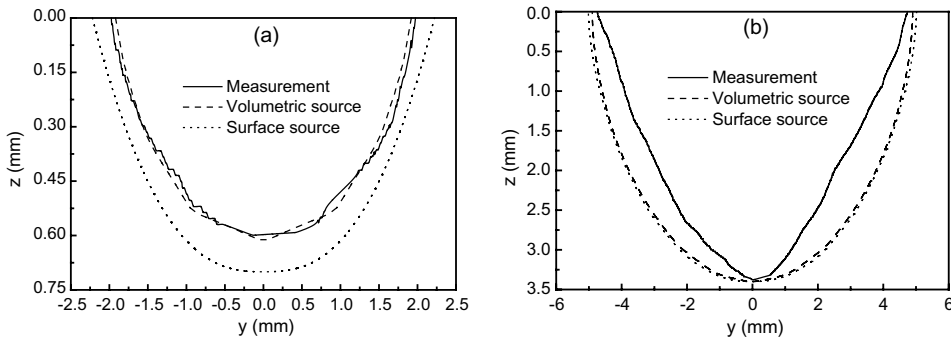 (a)
Measurement
Volumetric source
Surface source
0.00
0.15
0.30
0.45
0.60
0.75
z (mm)
-2.5 -2.0 -1.5 -1.0 -0.5 0.0 0.5 1.0 1.5 2.0 2.5
y (mm)
(b)
Measurement
Volumetric source
Surface source
0.0
0.5
1.0
1.5
2.0
2.5
3.0
3.5
z (mm)
-6 -4 -2 0 2 4 6
y (mm)